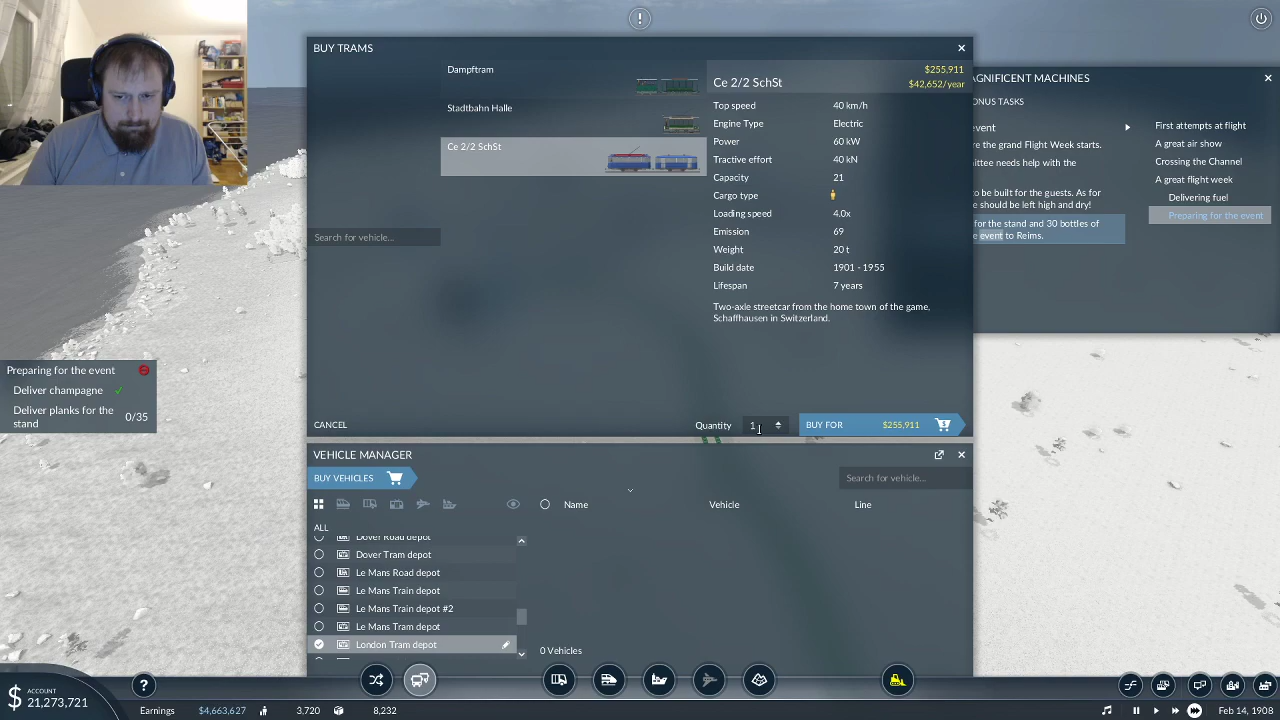 BUY TRAMS
Dampftram
Stadtbahn Halle
Ce 2/2 SchSt
Search for vehicle...
Ce 2/2 SchSt
$255,911
$42,652/year
Top speed 40 km/h
Engine Type Electric
Power 60 kW
Tractive effort 40 kN
Capacity 21
Cargo type
Loading speed 4.0x
Emission 69
Weight 20 t
Build date 1901 - 1955
Lifespan 7 years
Two-axle streetcar from the home town of the game,
Schaffhausen in Switzerland.
CANCEL
Quantity 1
BUY FOR $255,911
AGNIFICENT MACHINES
ONUS TASKS
event
re the grand Flight Week starts.
mittee needs help with the
to be built for the guests. As for
e should be left high and dry!
for the stand and 30 bottles of
e event to Reims.
First attempts at flight
A great air show
Crossing the Channel
A great flight week
Delivering fuel
Preparing for the event
Preparing for the event
Deliver champagne
Deliver planks for the
stand
0/35
VEHICLE MANAGER
BUY VEHICLES
Search for vehicle...
Name Vehicle Line
ALL
Dover Road depot
Dover Tram depot
Le Mans Road depot
Le Mans Train depot
Le Mans Train depot #2
Le Mans Tram depot
London Tram depot
0 Vehicles
$ ACCOUNT
21,273,721
?
Earnings $4,663,627 3,720 8,232
Feb 14, 1908